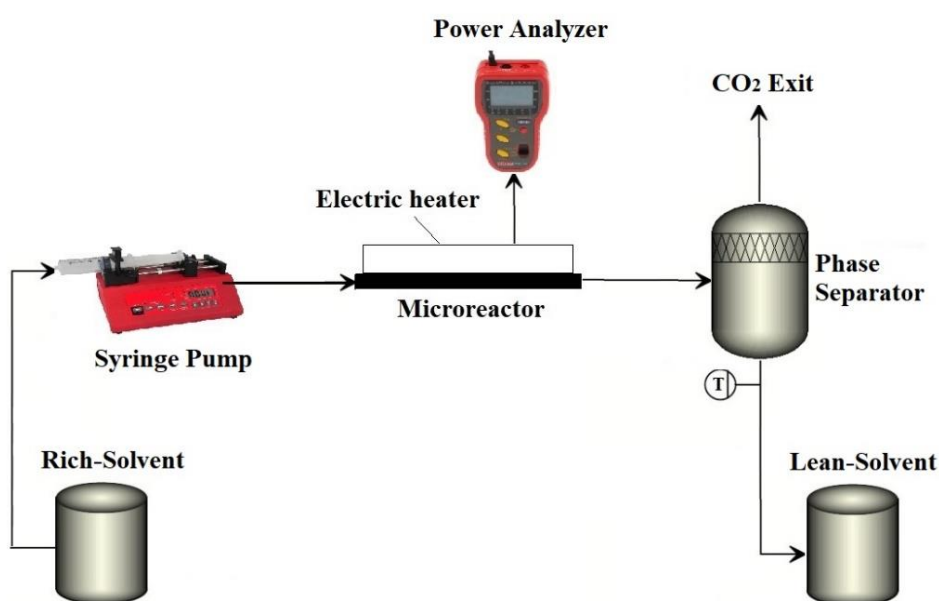 Power Analyzer
CO2 Exit
Electric heater
Phase
Separator
Microreactor
Syringe Pump
T
Rich-Solvent
Lean-Solvent